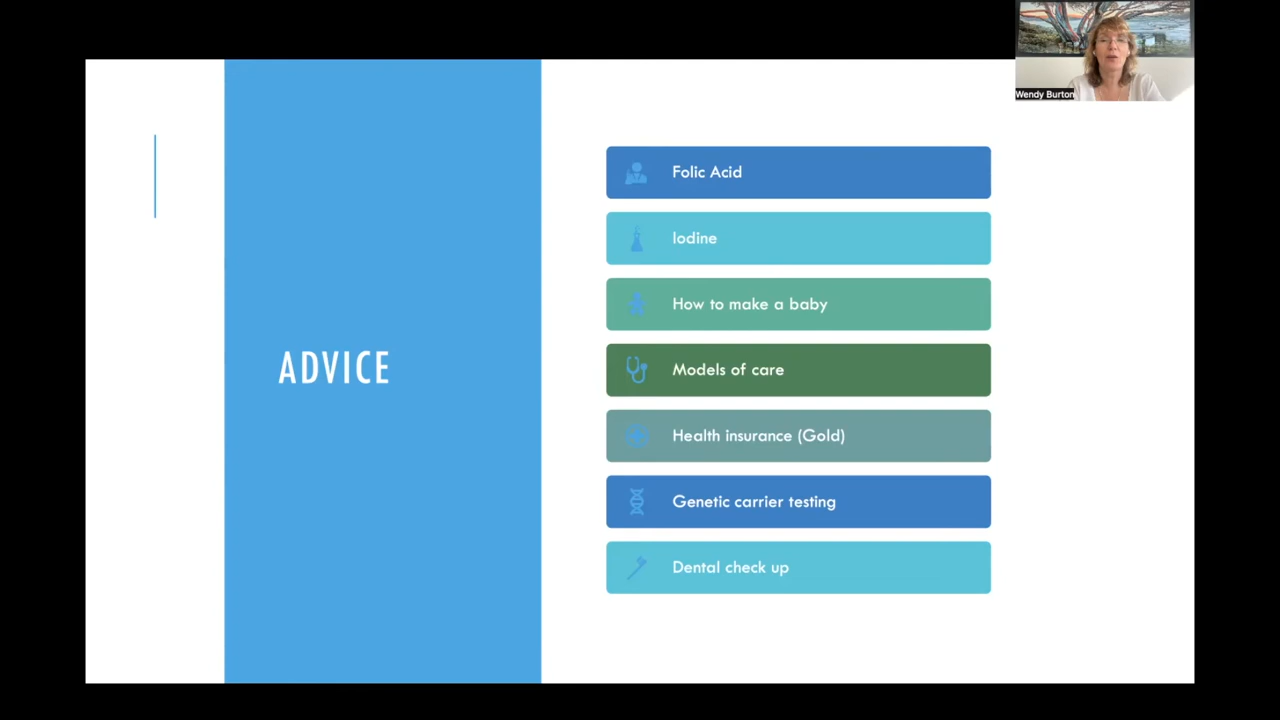 Wendy Burton
ADVICE
Folic Acid
Iodine
How to make a baby
Models of care
Health insurance (Gold)
Genetic carrier testing
Dental check up